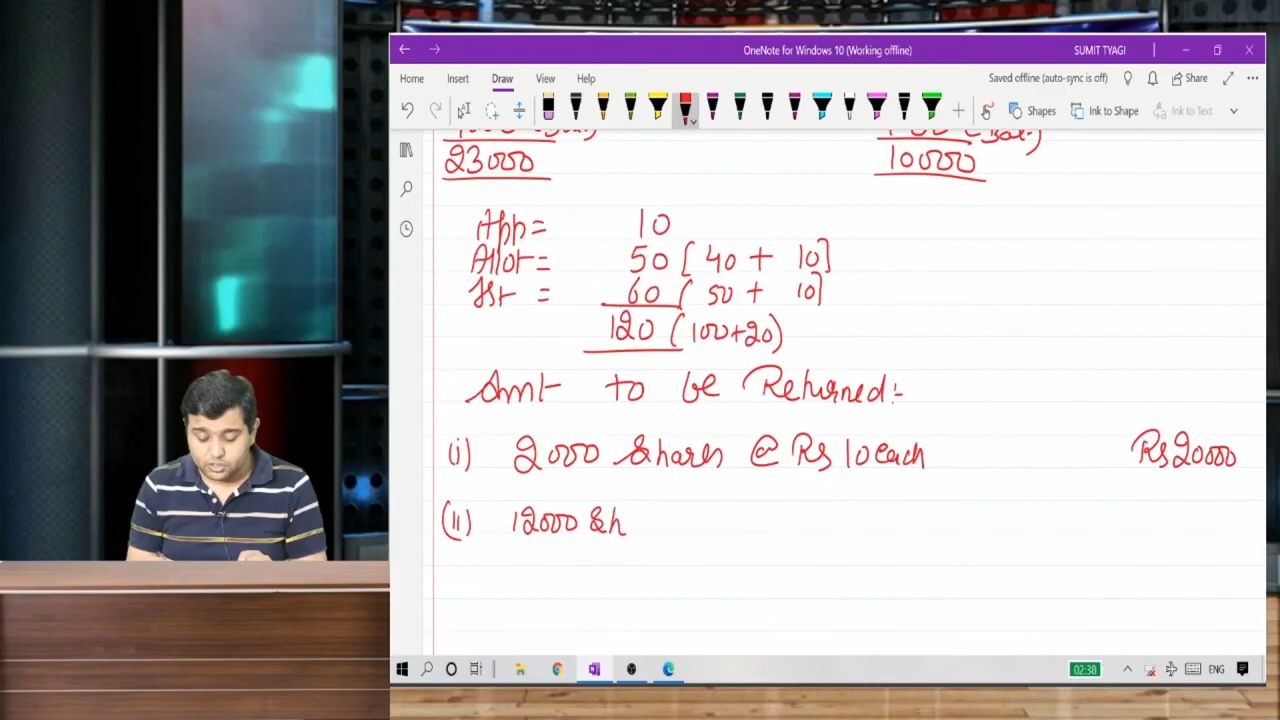 OneNote for Windows 10 (Working offline)
SUMIT TYAGI
Home Insert Draw View Help
Saved offline (auto-sync is off)
Share
Shapes
Ink to Shape
Ink to Text
23000
10000
App = 10
Allot = 50 [40 + 10]
Ist = 60 [50 + 10]
120 (100+20)
Amt to be Returned:-
(i) 2000 Shares @ Rs 10 each Rs 20000
(ii) 12000 Sh
02:38
ENG